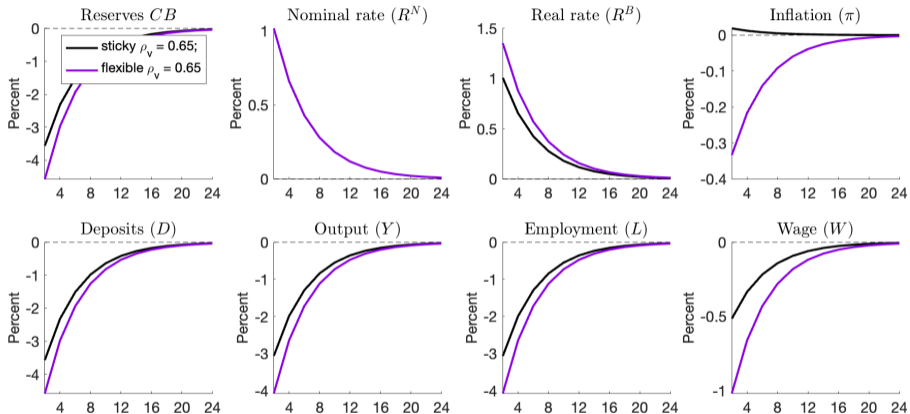 Reserves CB
Nominal rate (R^N)
Real rate (R^B)
Inflation (π)
Percent
0
-1
-2
-3
-4
4 8 12 16 20 24
sticky ρ_v = 0.65;
flexible ρ_v = 0.65
Percent
1
0.5
0
4 8 12 16 20 24
Percent
1.5
1
0.5
0
4 8 12 16 20 24
Percent
0
-0.1
-0.2
-0.3
-0.4
4 8 12 16 20 24
Deposits (D)
Output (Y)
Employment (L)
Wage (W)
Percent
0
-1
-2
-3
-4
4 8 12 16 20 24
Percent
0
-1
-2
-3
-4
4 8 12 16 20 24
Percent
0
-1
-2
-3
-4
4 8 12 16 20 24
Percent
0
-0.5
-1
4 8 12 16 20 24